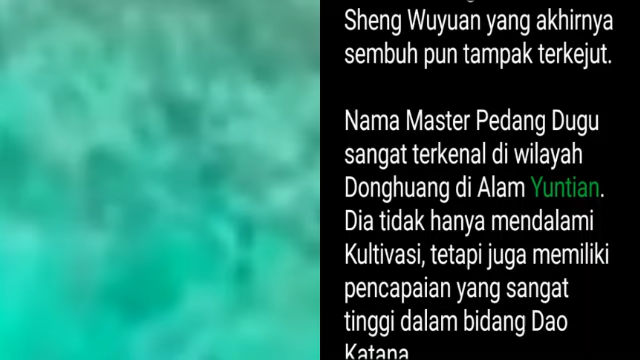 Sheng Wuyuan yang akhirnya
sembuh pun tampak terkejut.
Nama Master Pedang Dugu
sangat terkenal di wilayah
Donghuang di Alam Yuntian.
Dia tidak hanya mendalami
Kultivasi, tetapi juga memiliki
pencapaian yang sangat
tinggi dalam bidang Dao
Katana